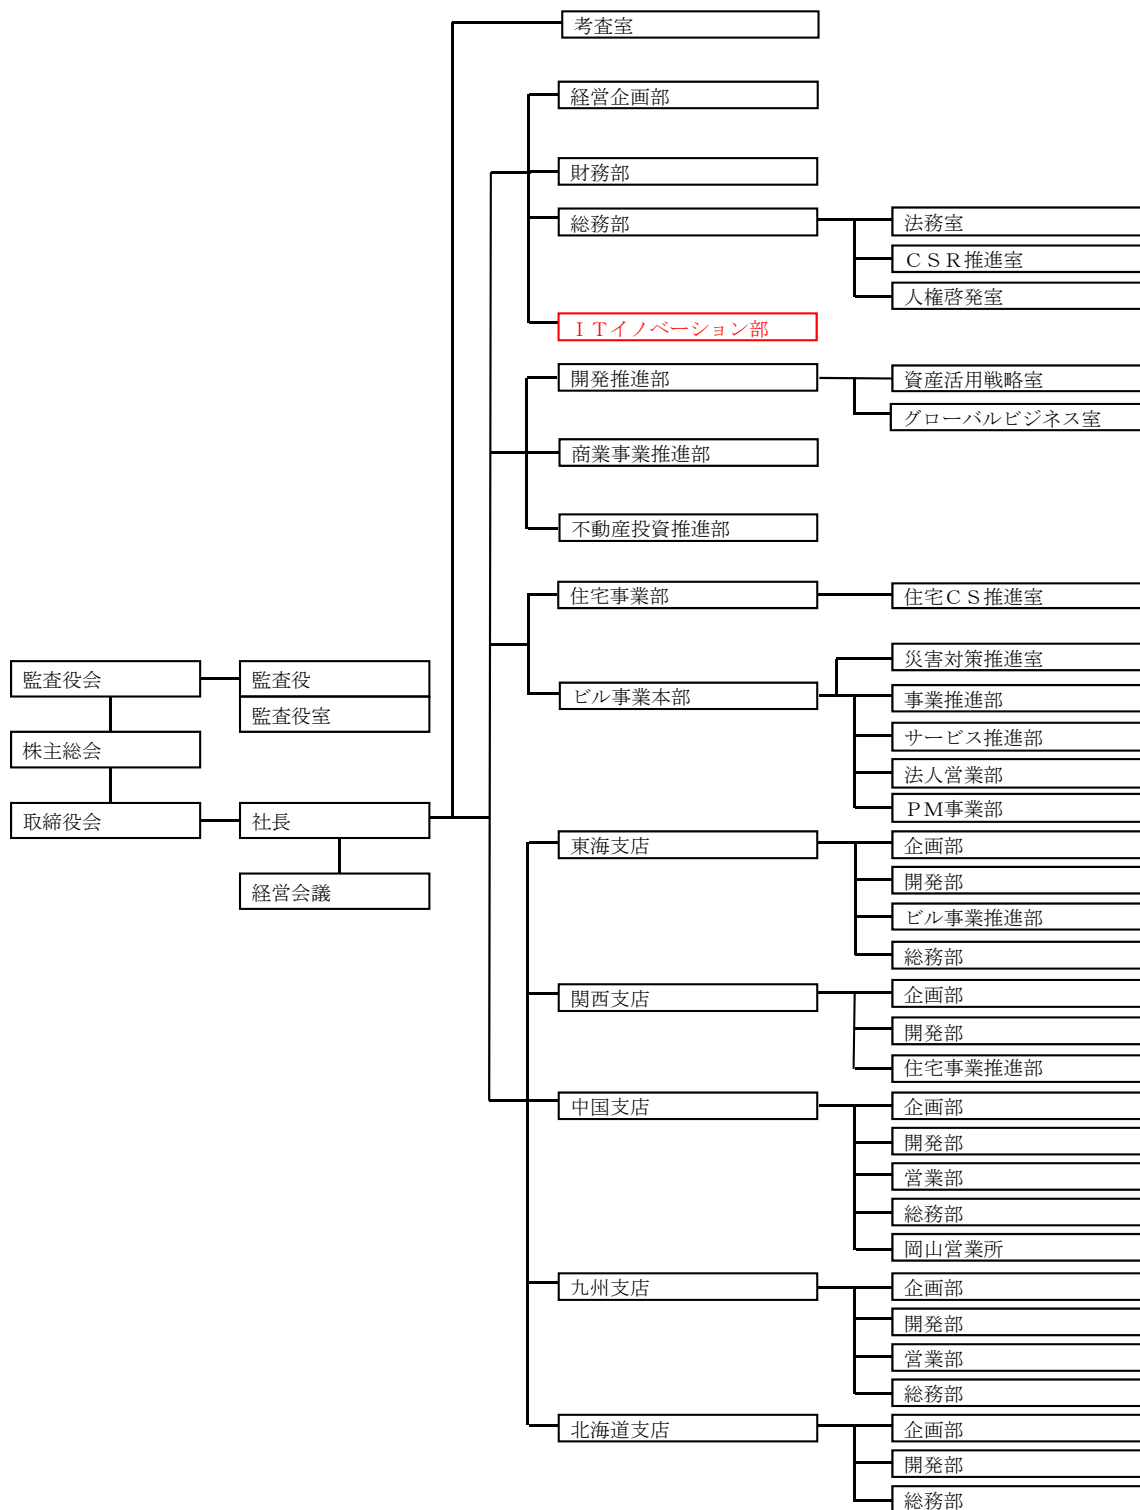 考査室
経営企画部
財務部
総務部
法務室
ＣＳＲ推進室
人権啓発室
ＩＴイノベーション部
開発推進部
資産活用戦略室
グローバルビジネス室
商業事業推進部
不動産投資推進部
住宅事業部
住宅ＣＳ推進室
監査役会
監査役
監査役室
株主総会
取締役会
社長
経営会議
ビル事業本部
災害対策推進室
事業推進部
サービス推進部
法人営業部
ＰＭ事業部
東海支店
企画部
開発部
ビル事業推進部
総務部
関西支店
企画部
開発部
住宅事業推進部
中国支店
企画部
開発部
営業部
総務部
岡山営業所
九州支店
企画部
開発部
営業部
総務部
北海道支店
企画部
開発部
総務部